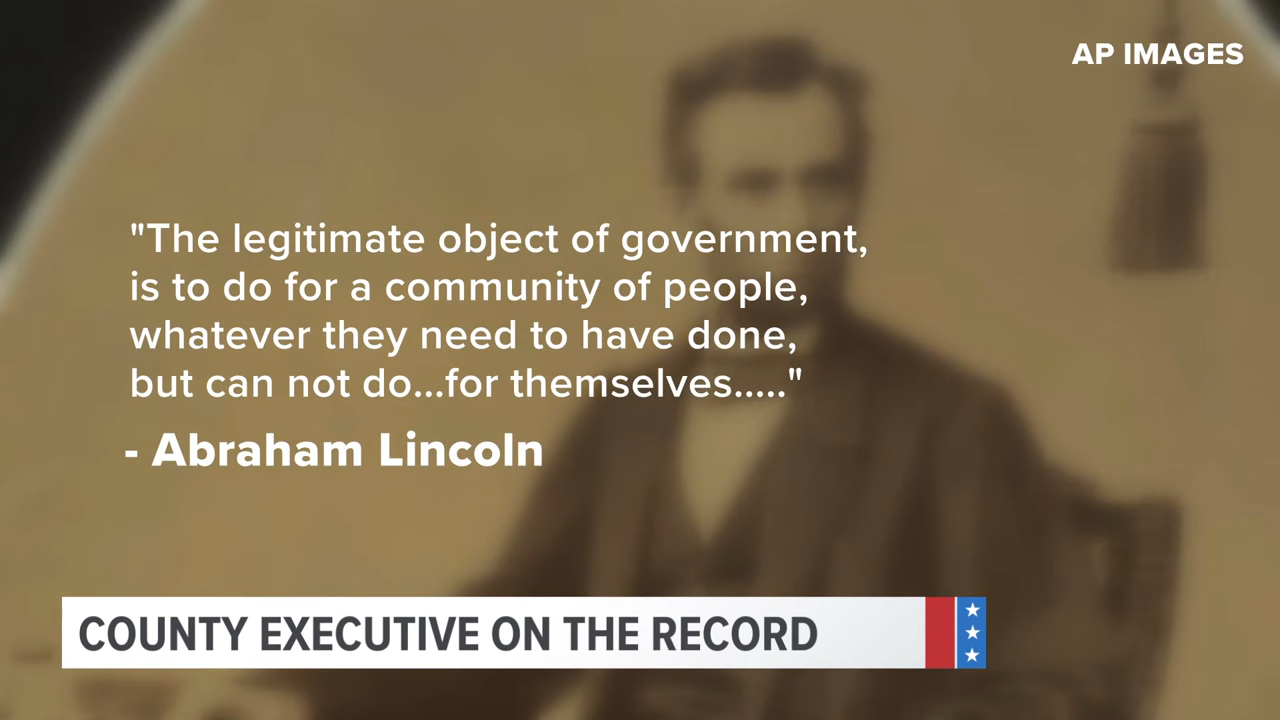 AP IMAGES
"The legitimate object of government,
is to do for a community of people,
whatever they need to have done,
but can not do...for themselves....."
- Abraham Lincoln
COUNTY EXECUTIVE ON THE RECORD